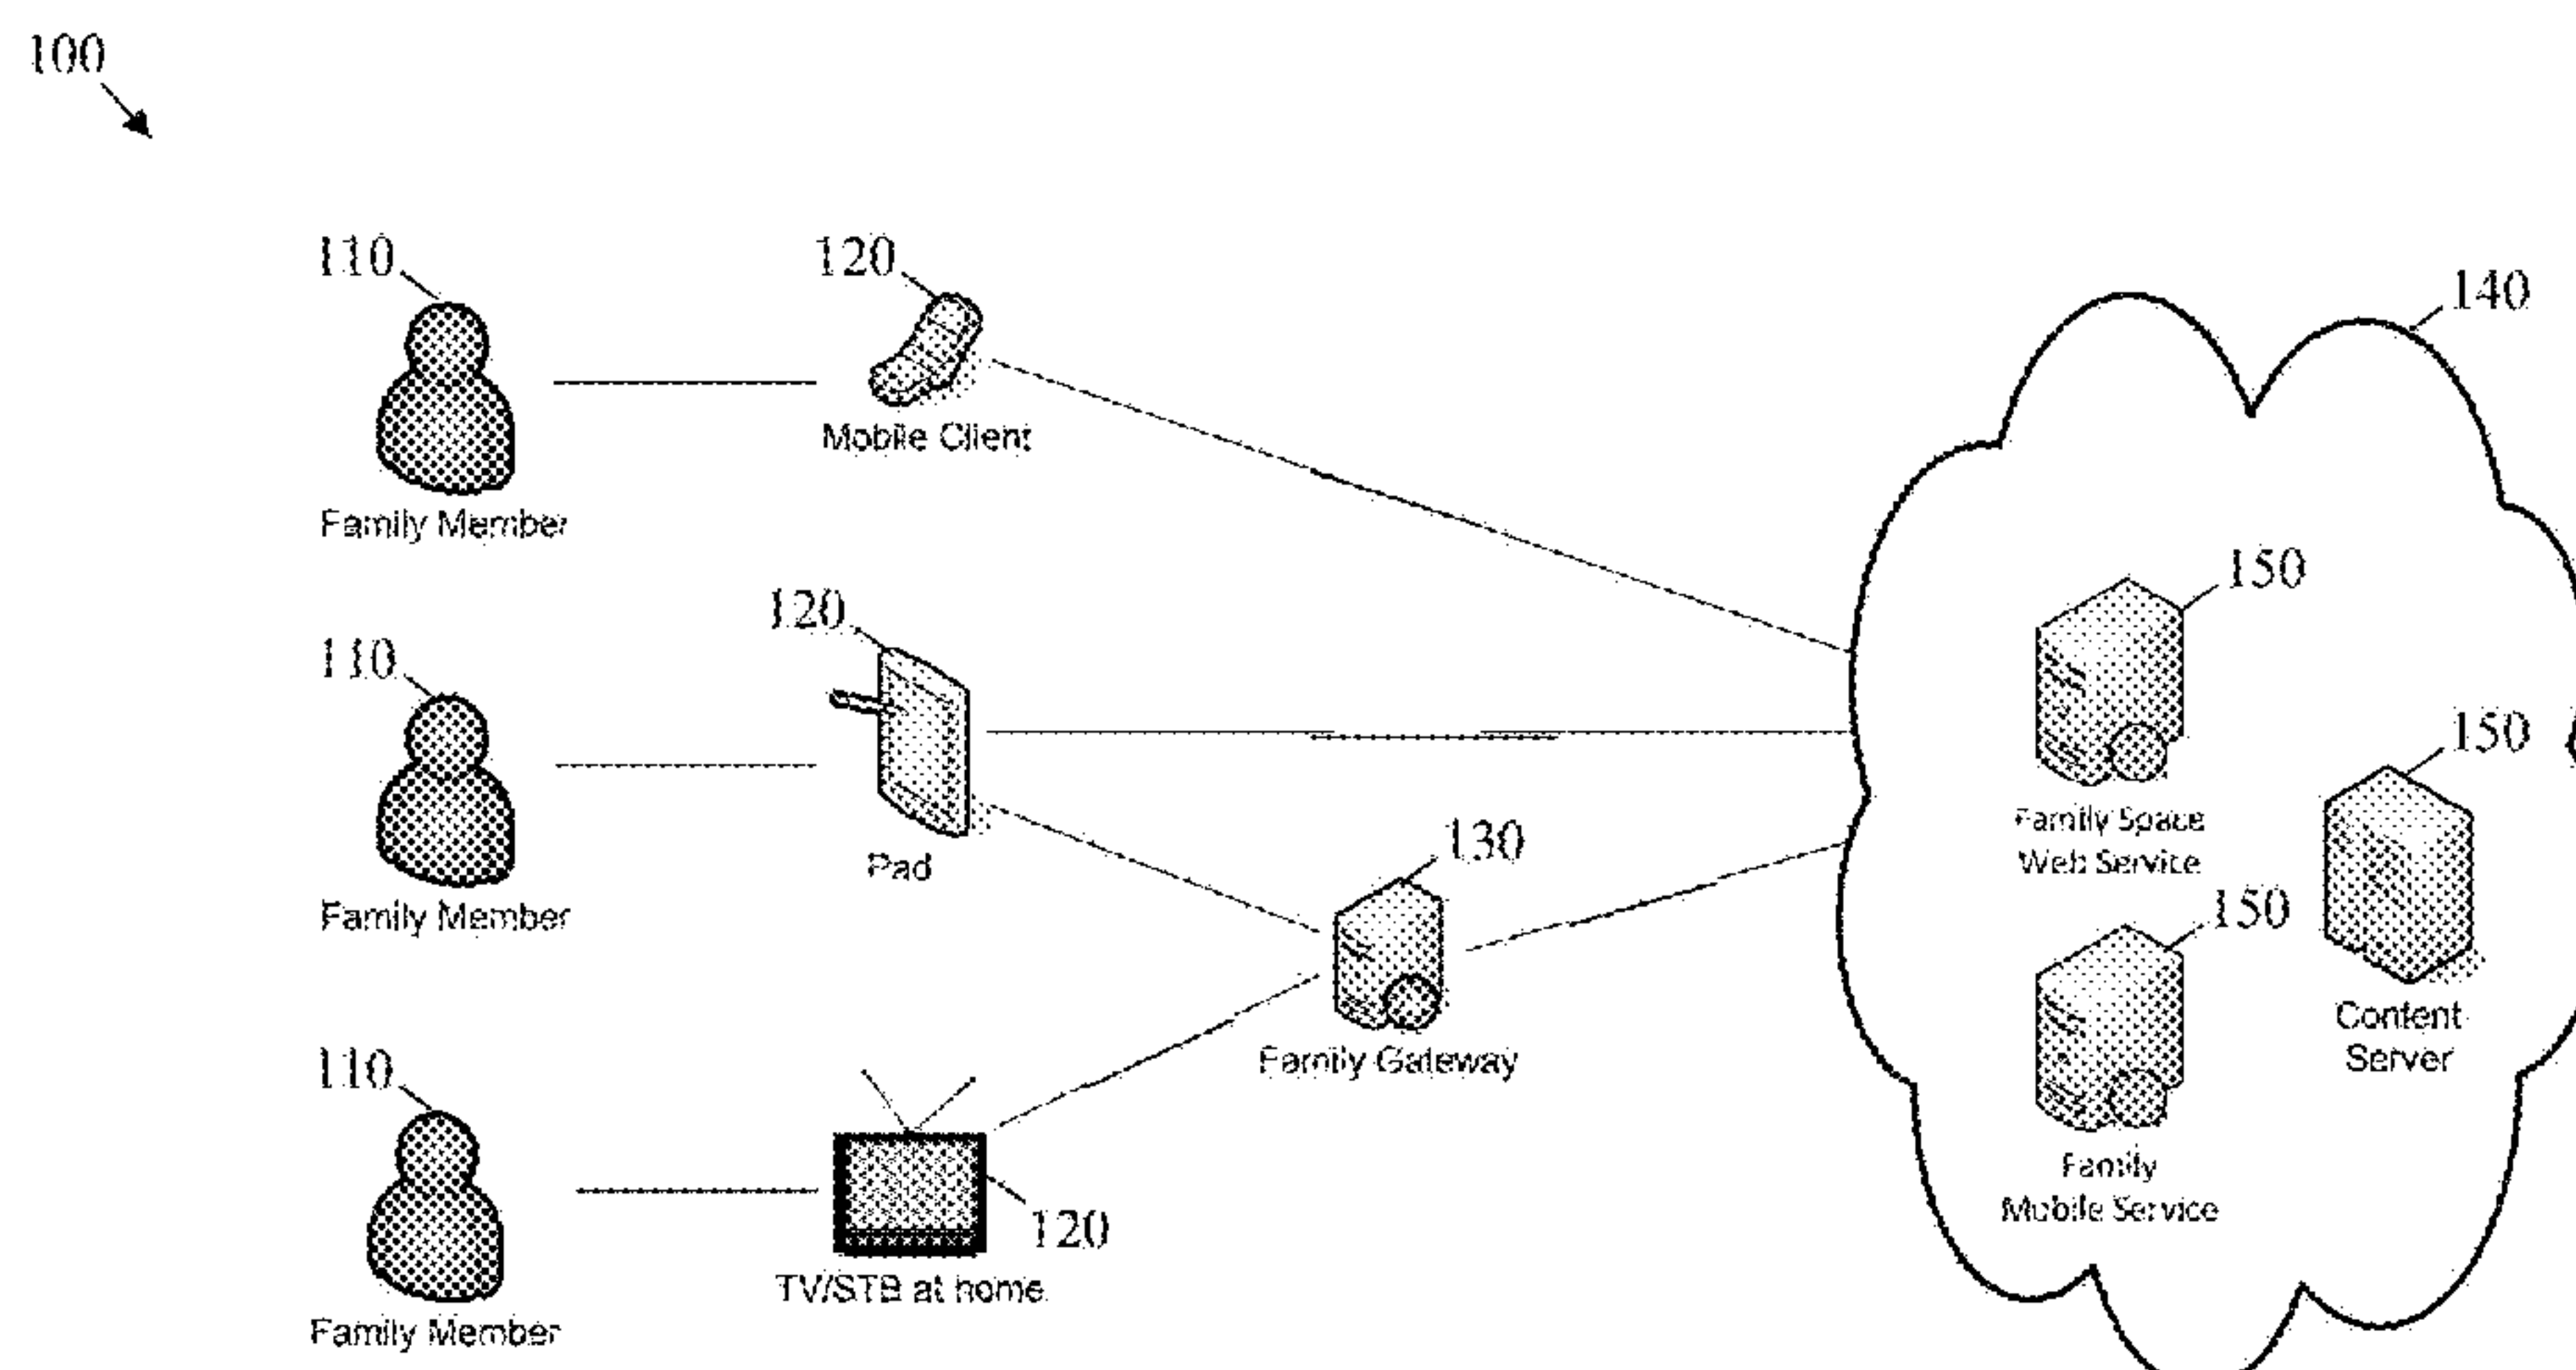 100
110
120
140
Mobile Client
Family Member
150
120
110
150
130
Family Space
Web Service
Pad
150
Family Member
Content
Server
Family Gateway
110
Family
Mobile Service
120
TV/STB at home
Family Member